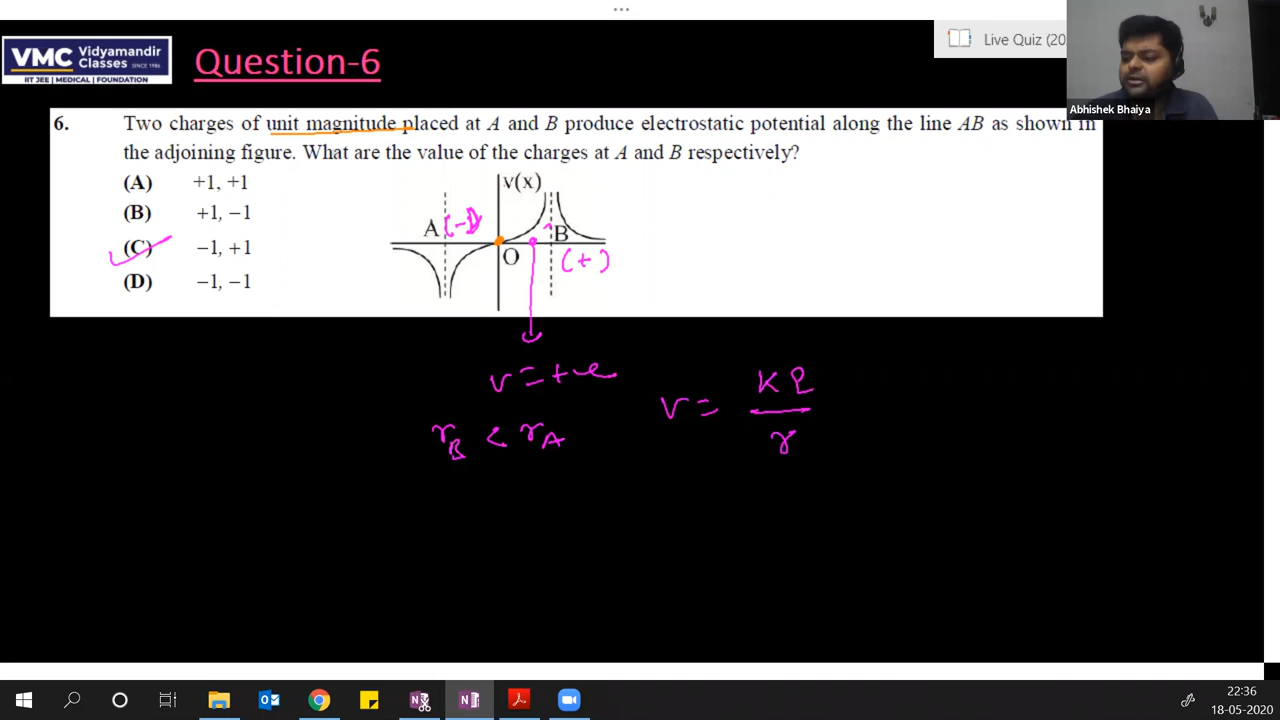 ...
VMC Vidyamandir Classes SINCE 1986
IIT JEE | MEDICAL | FOUNDATION
Question-6
Live Quiz (20
Abhishek Bhaiya
6. Two charges of unit magnitude placed at A and B produce electrostatic potential along the line AB as shown in
the adjoining figure. What are the value of the charges at A and B respectively?
(A) +1, +1
(B) +1, −1
(C) −1, +1
(D) −1, −1
v(x)
A (-1)
B
O
(+)
v = +ve
v = KQ/r
r_B < r_A
22:36
18-05-2020